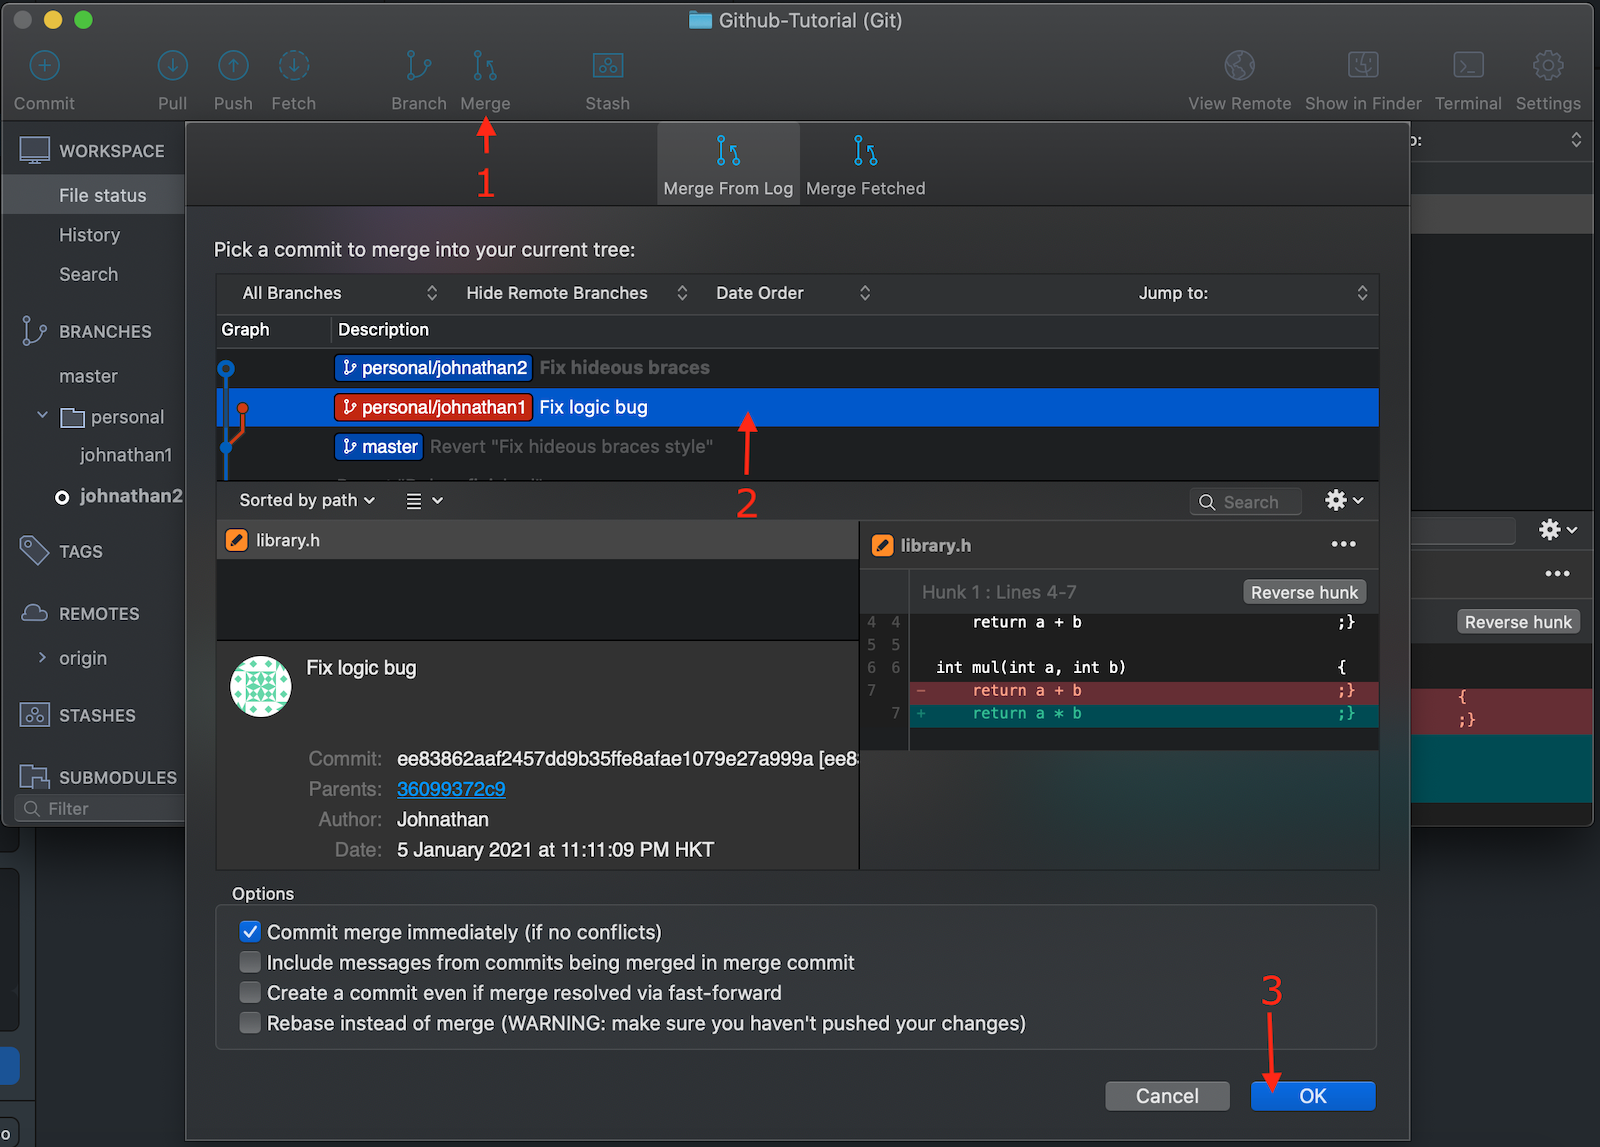 Github-Tutorial (Git)
Commit Pull Push Fetch Branch Merge Stash View Remote Show in Finder Terminal Settings
1
WORKSPACE
File status
History
Search
BRANCHES
master
personal
johnathan1
johnathan2
TAGS
REMOTES
origin
STASHES
SUBMODULES
Filter
Merge From Log Merge Fetched
Pick a commit to merge into your current tree:
All Branches Hide Remote Branches Date Order Jump to:
Graph Description
personal/johnathan2 Fix hideous braces
personal/johnathan1 Fix logic bug
master Revert "Fix hideous braces style"
2
Sorted by path Search
library.h
Fix logic bug
Commit: ee83862aaf2457dd9b35ffe8afae1079e27a999a [ee8
Parents: 36099372c9
Author: Johnathan
Date: 5 January 2021 at 11:11:09 PM HKT
library.h
Hunk 1 : Lines 4-7 Reverse hunk
4 4 return a + b ;}
5 5
6 6 int mul(int a, int b) {
7 - return a + b ;}
7 + return a * b ;}
Reverse hunk
{
;}
Options
Commit merge immediately (if no conflicts)
Include messages from commits being merged in merge commit
Create a commit even if merge resolved via fast-forward
Rebase instead of merge (WARNING: make sure you haven't pushed your changes)
3
Cancel OK